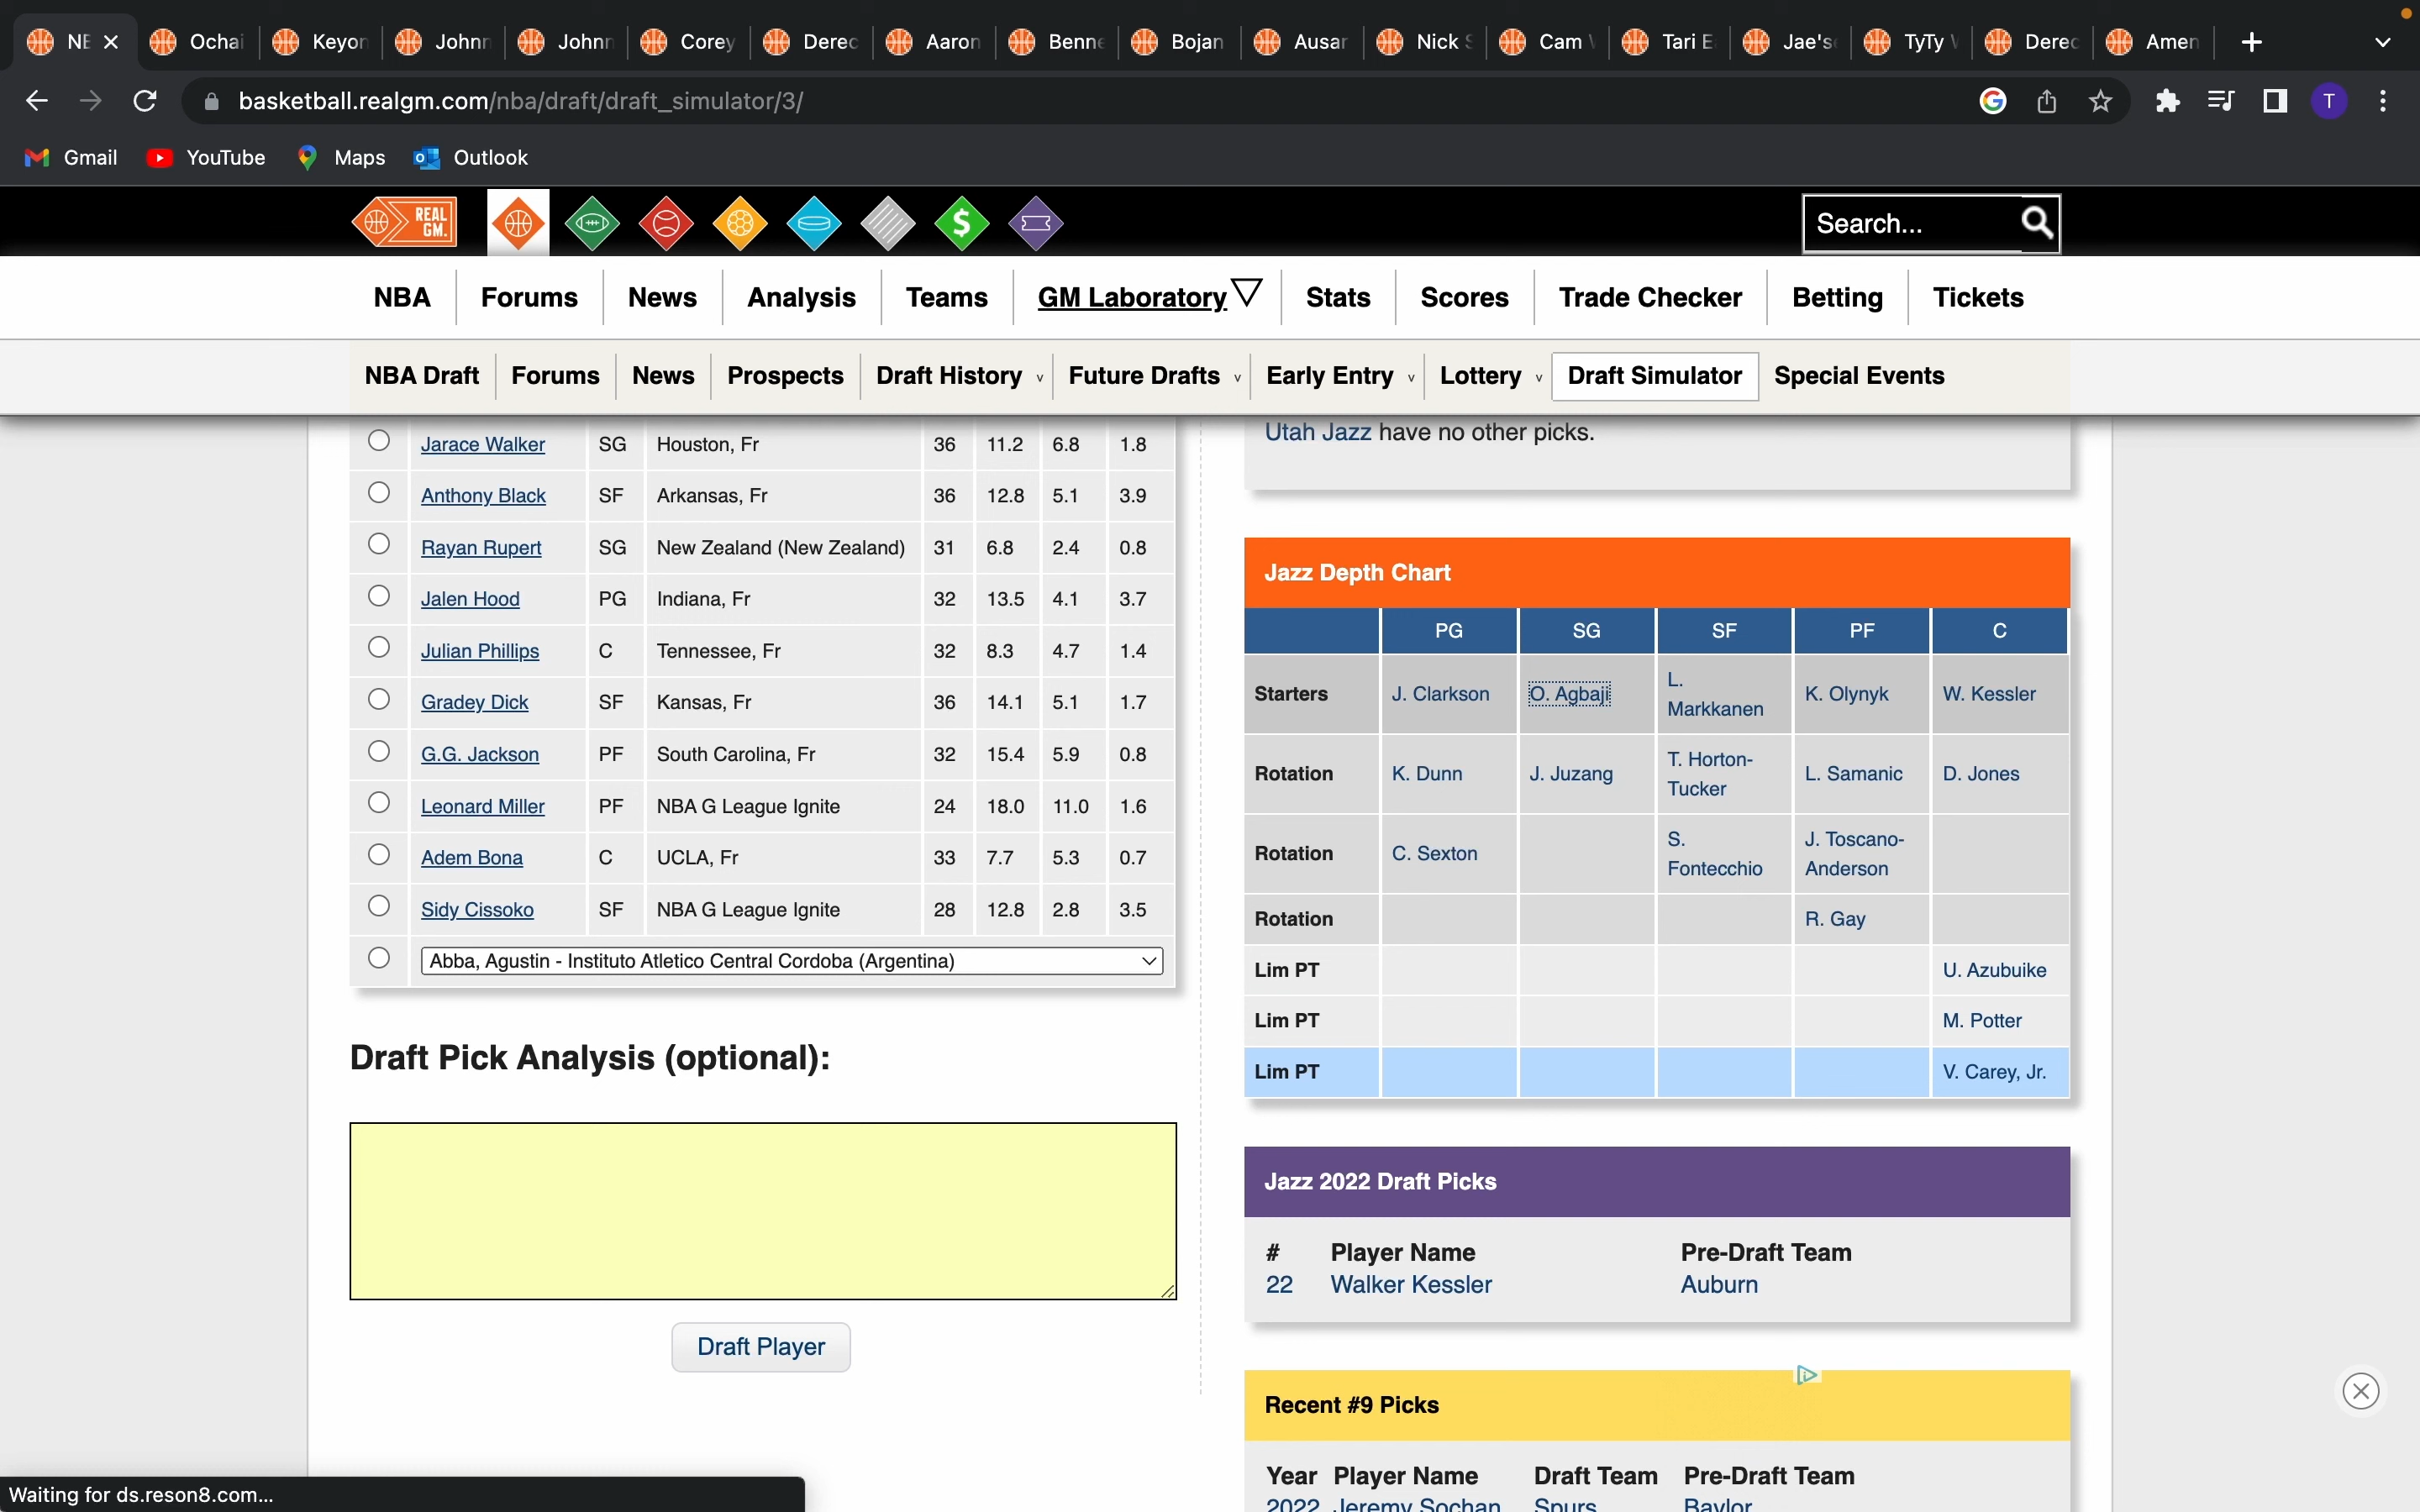 NE
Ochai
Keyon
Johnn
Johnn
Corey
Derec
Aaron
Benne
Bojan
Ausar
Nick S
Cam
Tari E
Jae's
TyTy
Derec
Amen
basketball.realgm.com/nba/draft/draft_simulator/3/
T
Gmail YouTube Maps Outlook
REAL
GM.
$
Search...
NBA Forums News Analysis Teams GM Laboratory Stats Scores Trade Checker Betting Tickets
NBA Draft Forums News Prospects Draft History v Future Drafts v Early Entry v Lottery v Draft Simulator Special Events
Jarace Walker SG Houston, Fr 36 11.2 6.8 1.8
Anthony Black SF Arkansas, Fr 36 12.8 5.1 3.9
Rayan Rupert SG New Zealand (New Zealand) 31 6.8 2.4 0.8
Jalen Hood PG Indiana, Fr 32 13.5 4.1 3.7
Julian Phillips C Tennessee, Fr 32 8.3 4.7 1.4
Gradey Dick SF Kansas, Fr 36 14.1 5.1 1.7
G.G. Jackson PF South Carolina, Fr 32 15.4 5.9 0.8
Leonard Miller PF NBA G League Ignite 24 18.0 11.0 1.6
Adem Bona C UCLA, Fr 33 7.7 5.3 0.7
Sidy Cissoko SF NBA G League Ignite 28 12.8 2.8 3.5
Abba, Agustin - Instituto Atletico Central Cordoba (Argentina)
Draft Pick Analysis (optional):
Draft Player
Utah Jazz have no other picks.
Jazz Depth Chart
PG SG SF PF C
Starters J. Clarkson O. Agbaji L. Markkanen K. Olynyk W. Kessler
Rotation K. Dunn J. Juzang T. Horton-Tucker L. Samanic D. Jones
Rotation C. Sexton S. Fontecchio J. Toscano-Anderson
Rotation R. Gay
Lim PT U. Azubuike
Lim PT M. Potter
Lim PT V. Carey, Jr.
Jazz 2022 Draft Picks
# Player Name Pre-Draft Team
22 Walker Kessler Auburn
Recent #9 Picks
Year Player Name Draft Team Pre-Draft Team
2022 Jeremy Sochan Spurs Baylor
Waiting for ds.reson8.com...